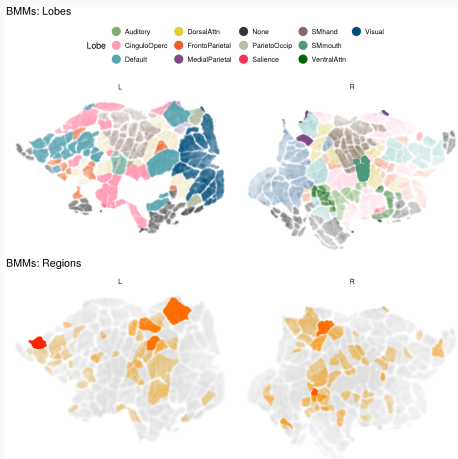 BMMs: Lobes
Auditory DorsalAttn None SMhand Visual
Lobe CinguloOperc FrontoParietal ParietoOccip SMmouth
Default MedialParietal Salience VentralAttn
L R
BMMs: Regions
L R